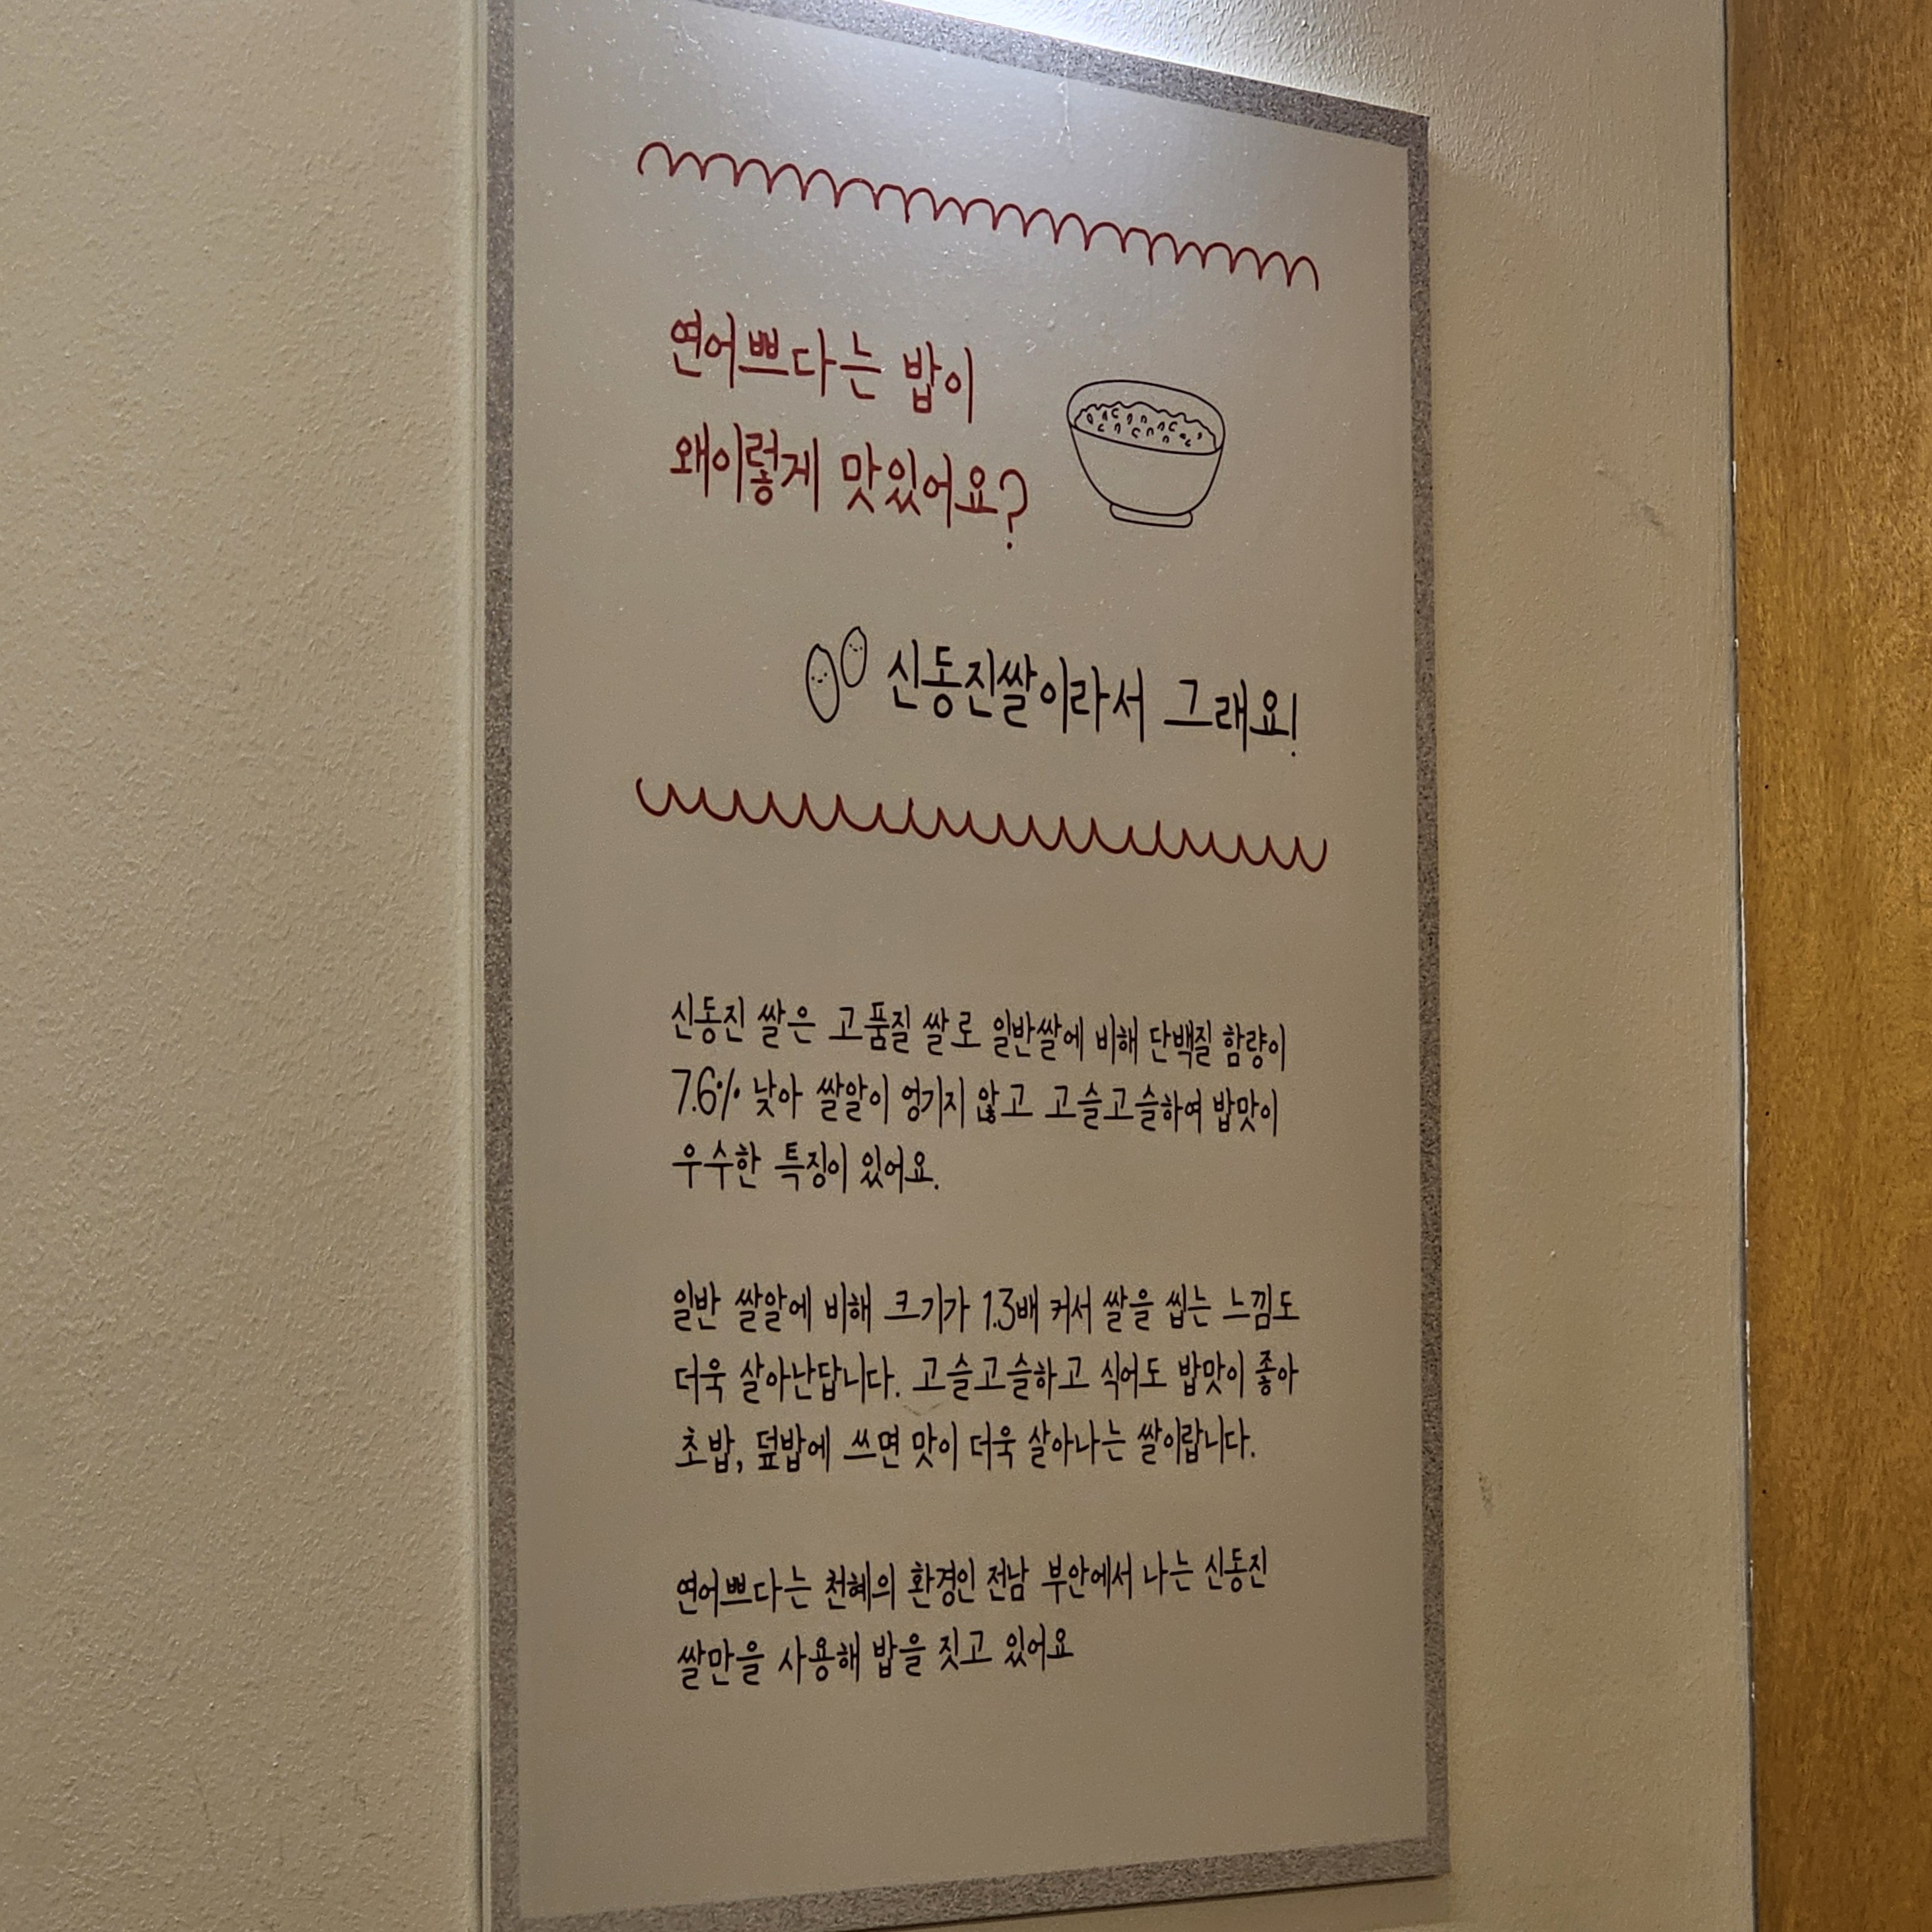 연어쁘다는 밥이
왜이렇게 맛있어요?
신동진쌀이라서 그래요!
신동진 쌀은 고품질 쌀로 일반쌀에 비해 단백질 함량이
7.6% 낮아 쌀알이 엉기지 않고 고슬고슬하여 밥맛이
우수한 특징이 있어요.
일반 쌀알에 비해 크기가 1.3배 커서 쌀을 씹는 느낌도
더욱 살아난답니다. 고슬고슬하고 식어도 밥맛이 좋아
초밥, 덮밥에 쓰면 맛이 더욱 살아나는 쌀이랍니다.
연어쁘다는 천혜의 환경인 전남 부안에서 나는 신동진
쌀만을 사용해 밥을 짓고 있어요